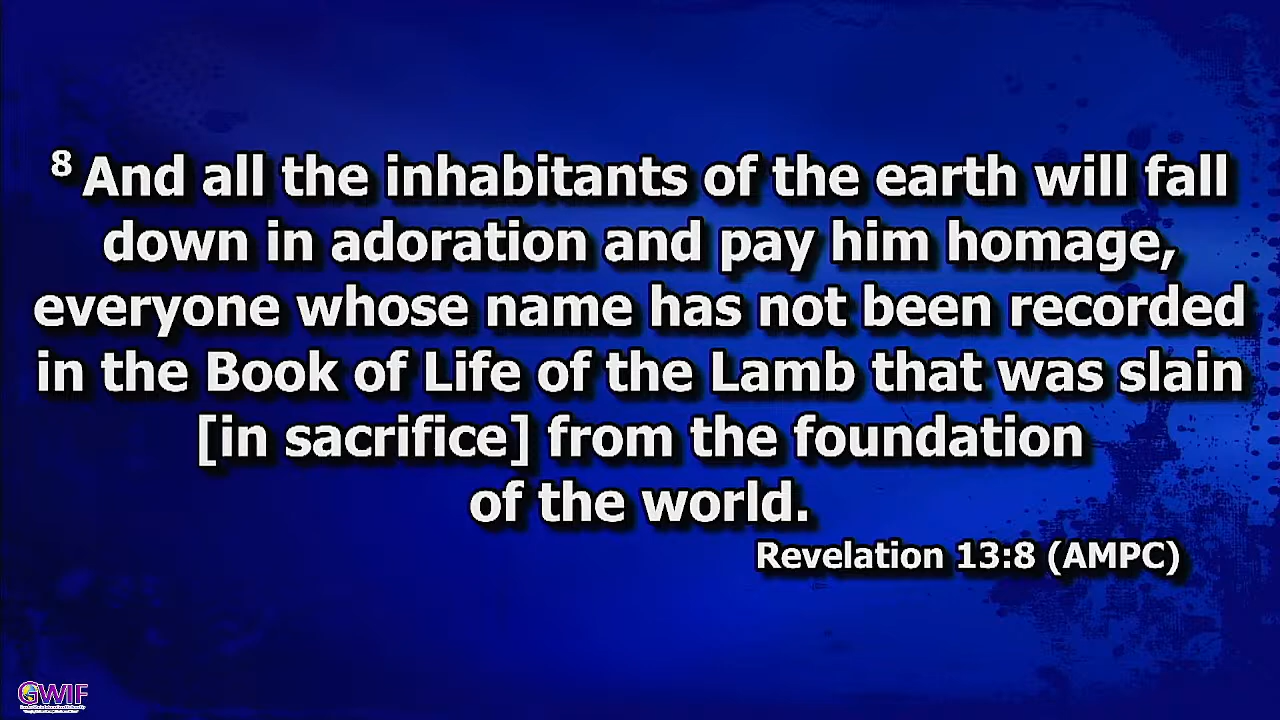 8 And all the inhabitants of the earth will fall
down in adoration and pay him homage,
everyone whose name has not been recorded
in the Book of Life of the Lamb that was slain
[in sacrifice] from the foundation
of the world.
Revelation 13:8 (AMPC)
GWIF